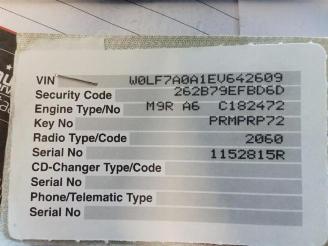 VIN W0LF7A0A1EV642609
Security Code 262B79EFBD6D
Engine Type/No M9R A6 C182472
Key No PRMPRP72
Radio Type/Code 2060
Serial No 1152815R
CD-Changer Type/Code
Serial No
Phone/Telematic Type
Serial No